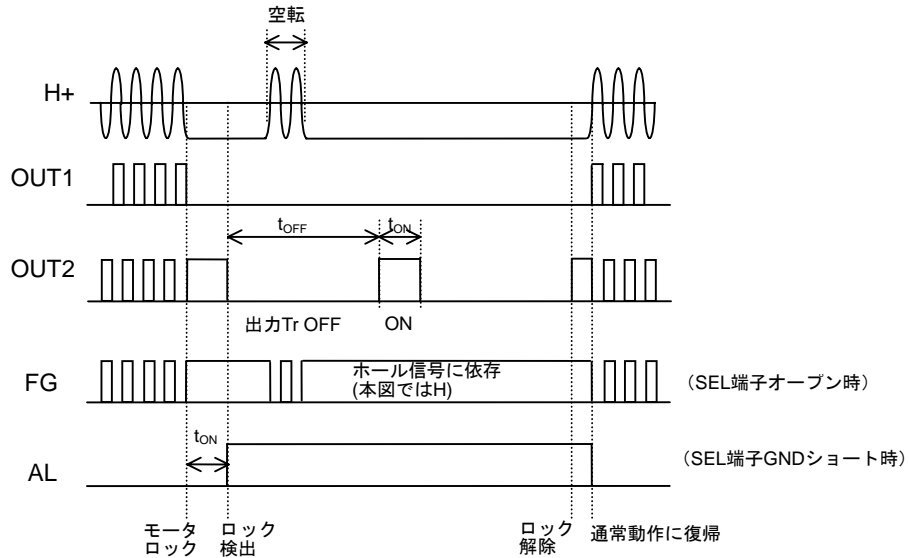 空転
H+
OUT1
tOFF
tON
OUT2
出力Tr OFF
ON
FG
ホール信号に依存
(本図ではH)
（SEL端子オープン時）
tON
AL
（SEL端子GNDショート時）
モータ
ロック
ロック
検出
ロック
解除
通常動作に復帰